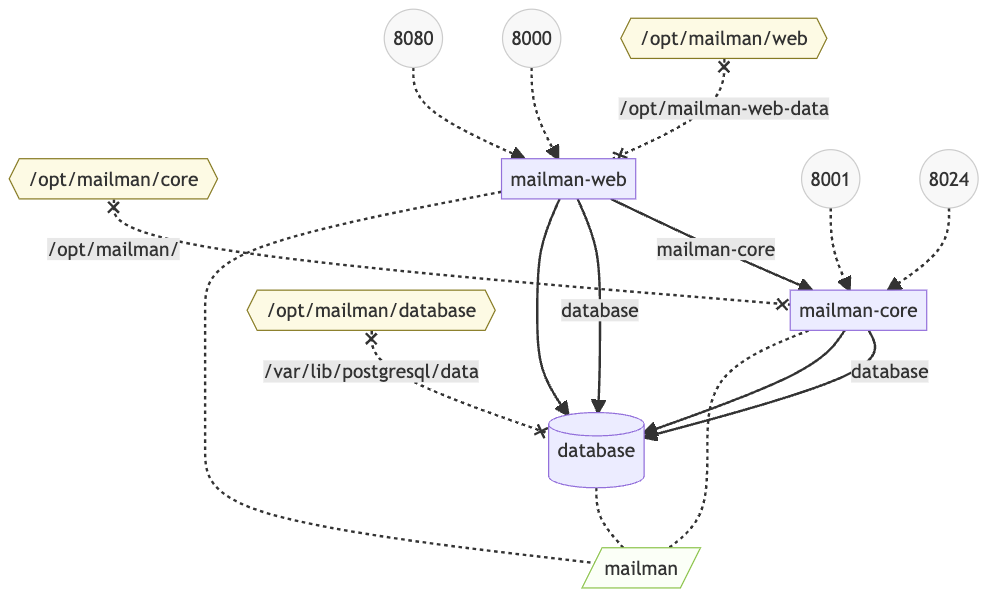 8080
8000
/opt/mailman/web
/opt/mailman-web-data
/opt/mailman/core
mailman-web
8001
8024
/opt/mailman/
mailman-core
/opt/mailman/database
database
mailman-core
/var/lib/postgresql/data
database
database
mailman